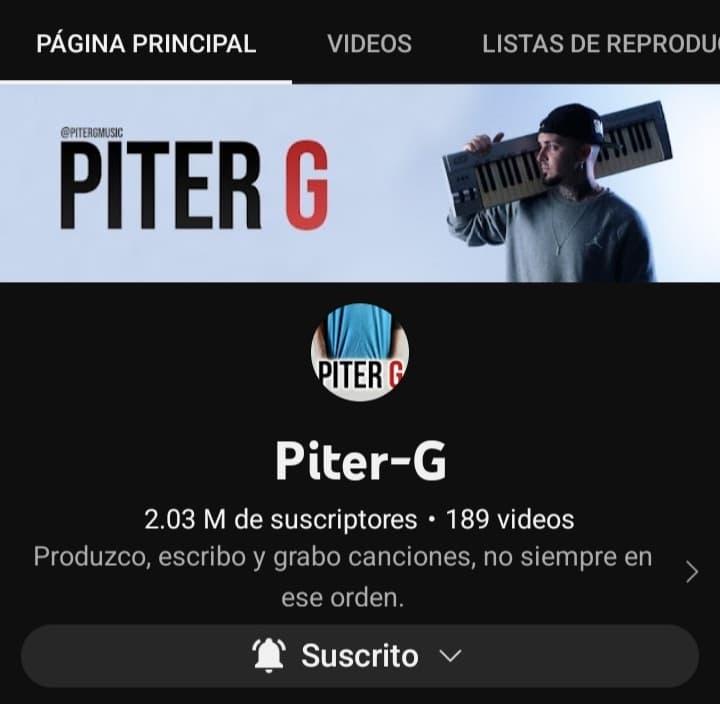 PÁGINA PRINCIPAL VIDEOS LISTAS DE REPRODU
@PITERGMUSIC
PITER G
PITER G
Piter-G
2.03 M de suscriptores • 189 videos
Produzco, escribo y grabo canciones, no siempre en
ese orden.
Suscrito